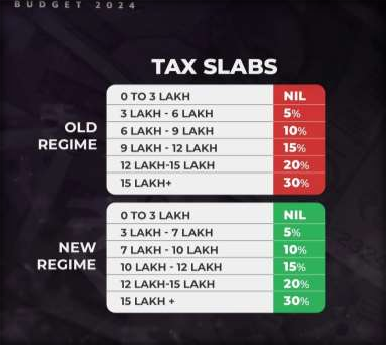 BUDGET 2024
TAX SLABS
OLD REGIME
0 TO 3 LAKH NIL
3 LAKH - 6 LAKH 5%
6 LAKH - 9 LAKH 10%
9 LAKH - 12 LAKH 15%
12 LAKH-15 LAKH 20%
15 LAKH+ 30%
NEW REGIME
0 TO 3 LAKH NIL
3 LAKH - 7 LAKH 5%
7 LAKH - 10 LAKH 10%
10 LAKH - 12 LAKH 15%
12 LAKH-15 LAKH 20%
15 LAKH + 30%